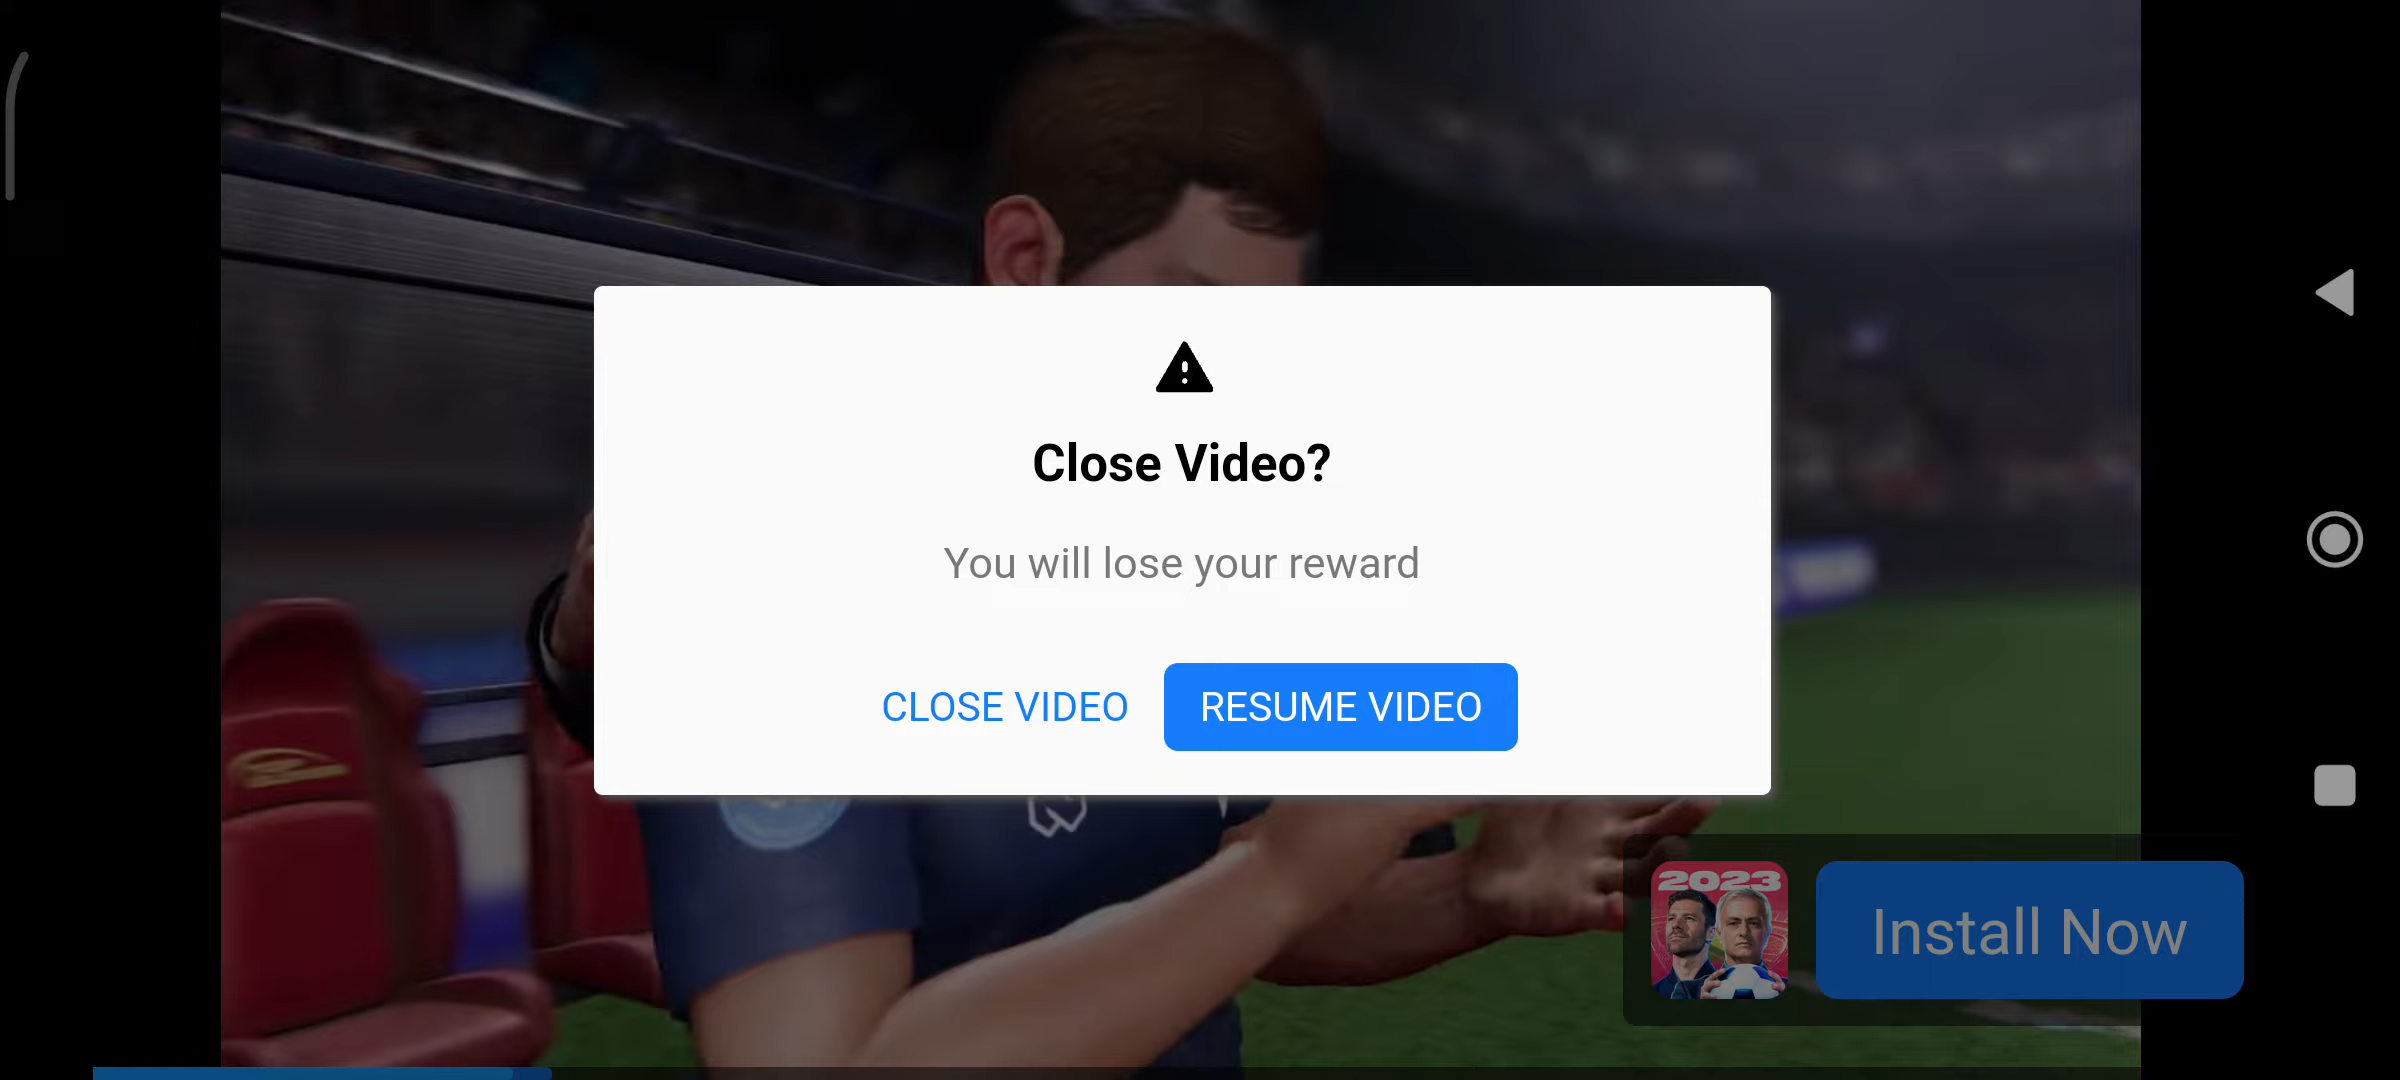 Close Video?
You will lose your reward
CLOSE VIDEO
RESUME VIDEO
2023
Install Now